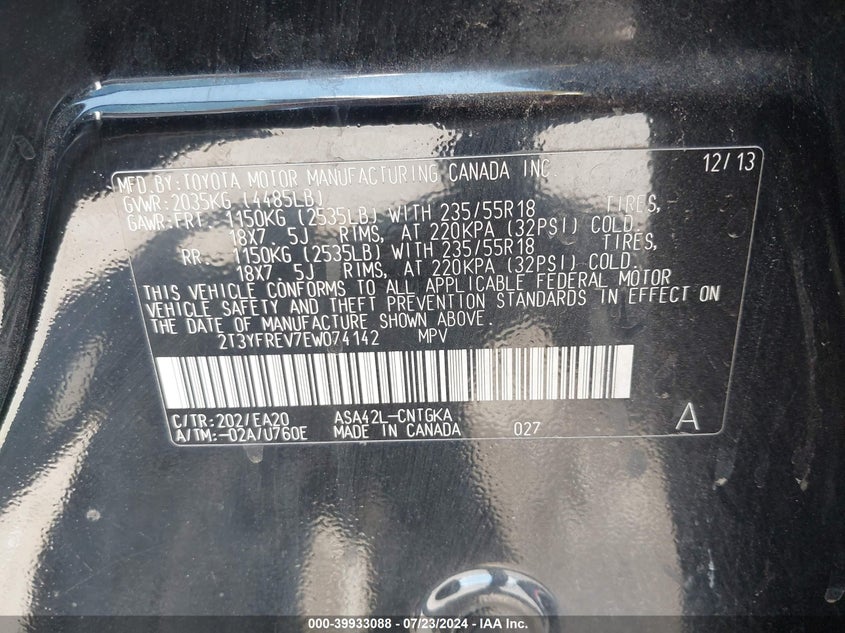 MFD.BY:TOYOTA MOTOR MANUFACTURING CANADA INC. 12/13
GVWR:2035KG (4485LB)
GAWR:FRT. 1150KG (2535LB) WITH 235/55R18 TIRES,
18X7 .5J RIMS, AT 220KPA (32PSI) COLD.
RR. 1150KG (2535LB) WITH 235/55R18 TIRES,
18X7 .5J RIMS, AT 220KPA (32PSI) COLD.
THIS VEHICLE CONFORMS TO ALL APPLICABLE FEDERAL MOTOR
VEHICLE SAFETY AND THEFT PREVENTION STANDARDS IN EFFECT ON
THE DATE OF MANUFACTURE SHOWN ABOVE.
2T3YFREV7EW074142 MPV
C/TR:202/EA20 ASA42L-CNTGKA
A/TM:-02A/U760E MADE IN CANADA 027 A
000-39933088 - 07/23/2024 - IAA Inc.